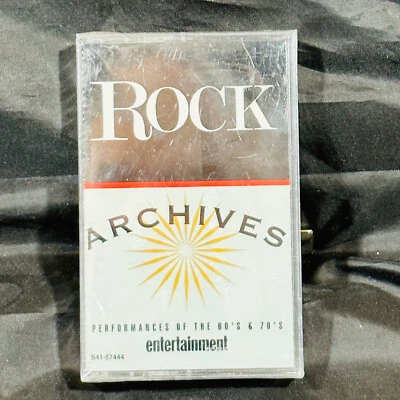 ROCK
ARCHIVES
PERFORMANCES OF THE 60'S & 70'S
entertainment
S41-57444